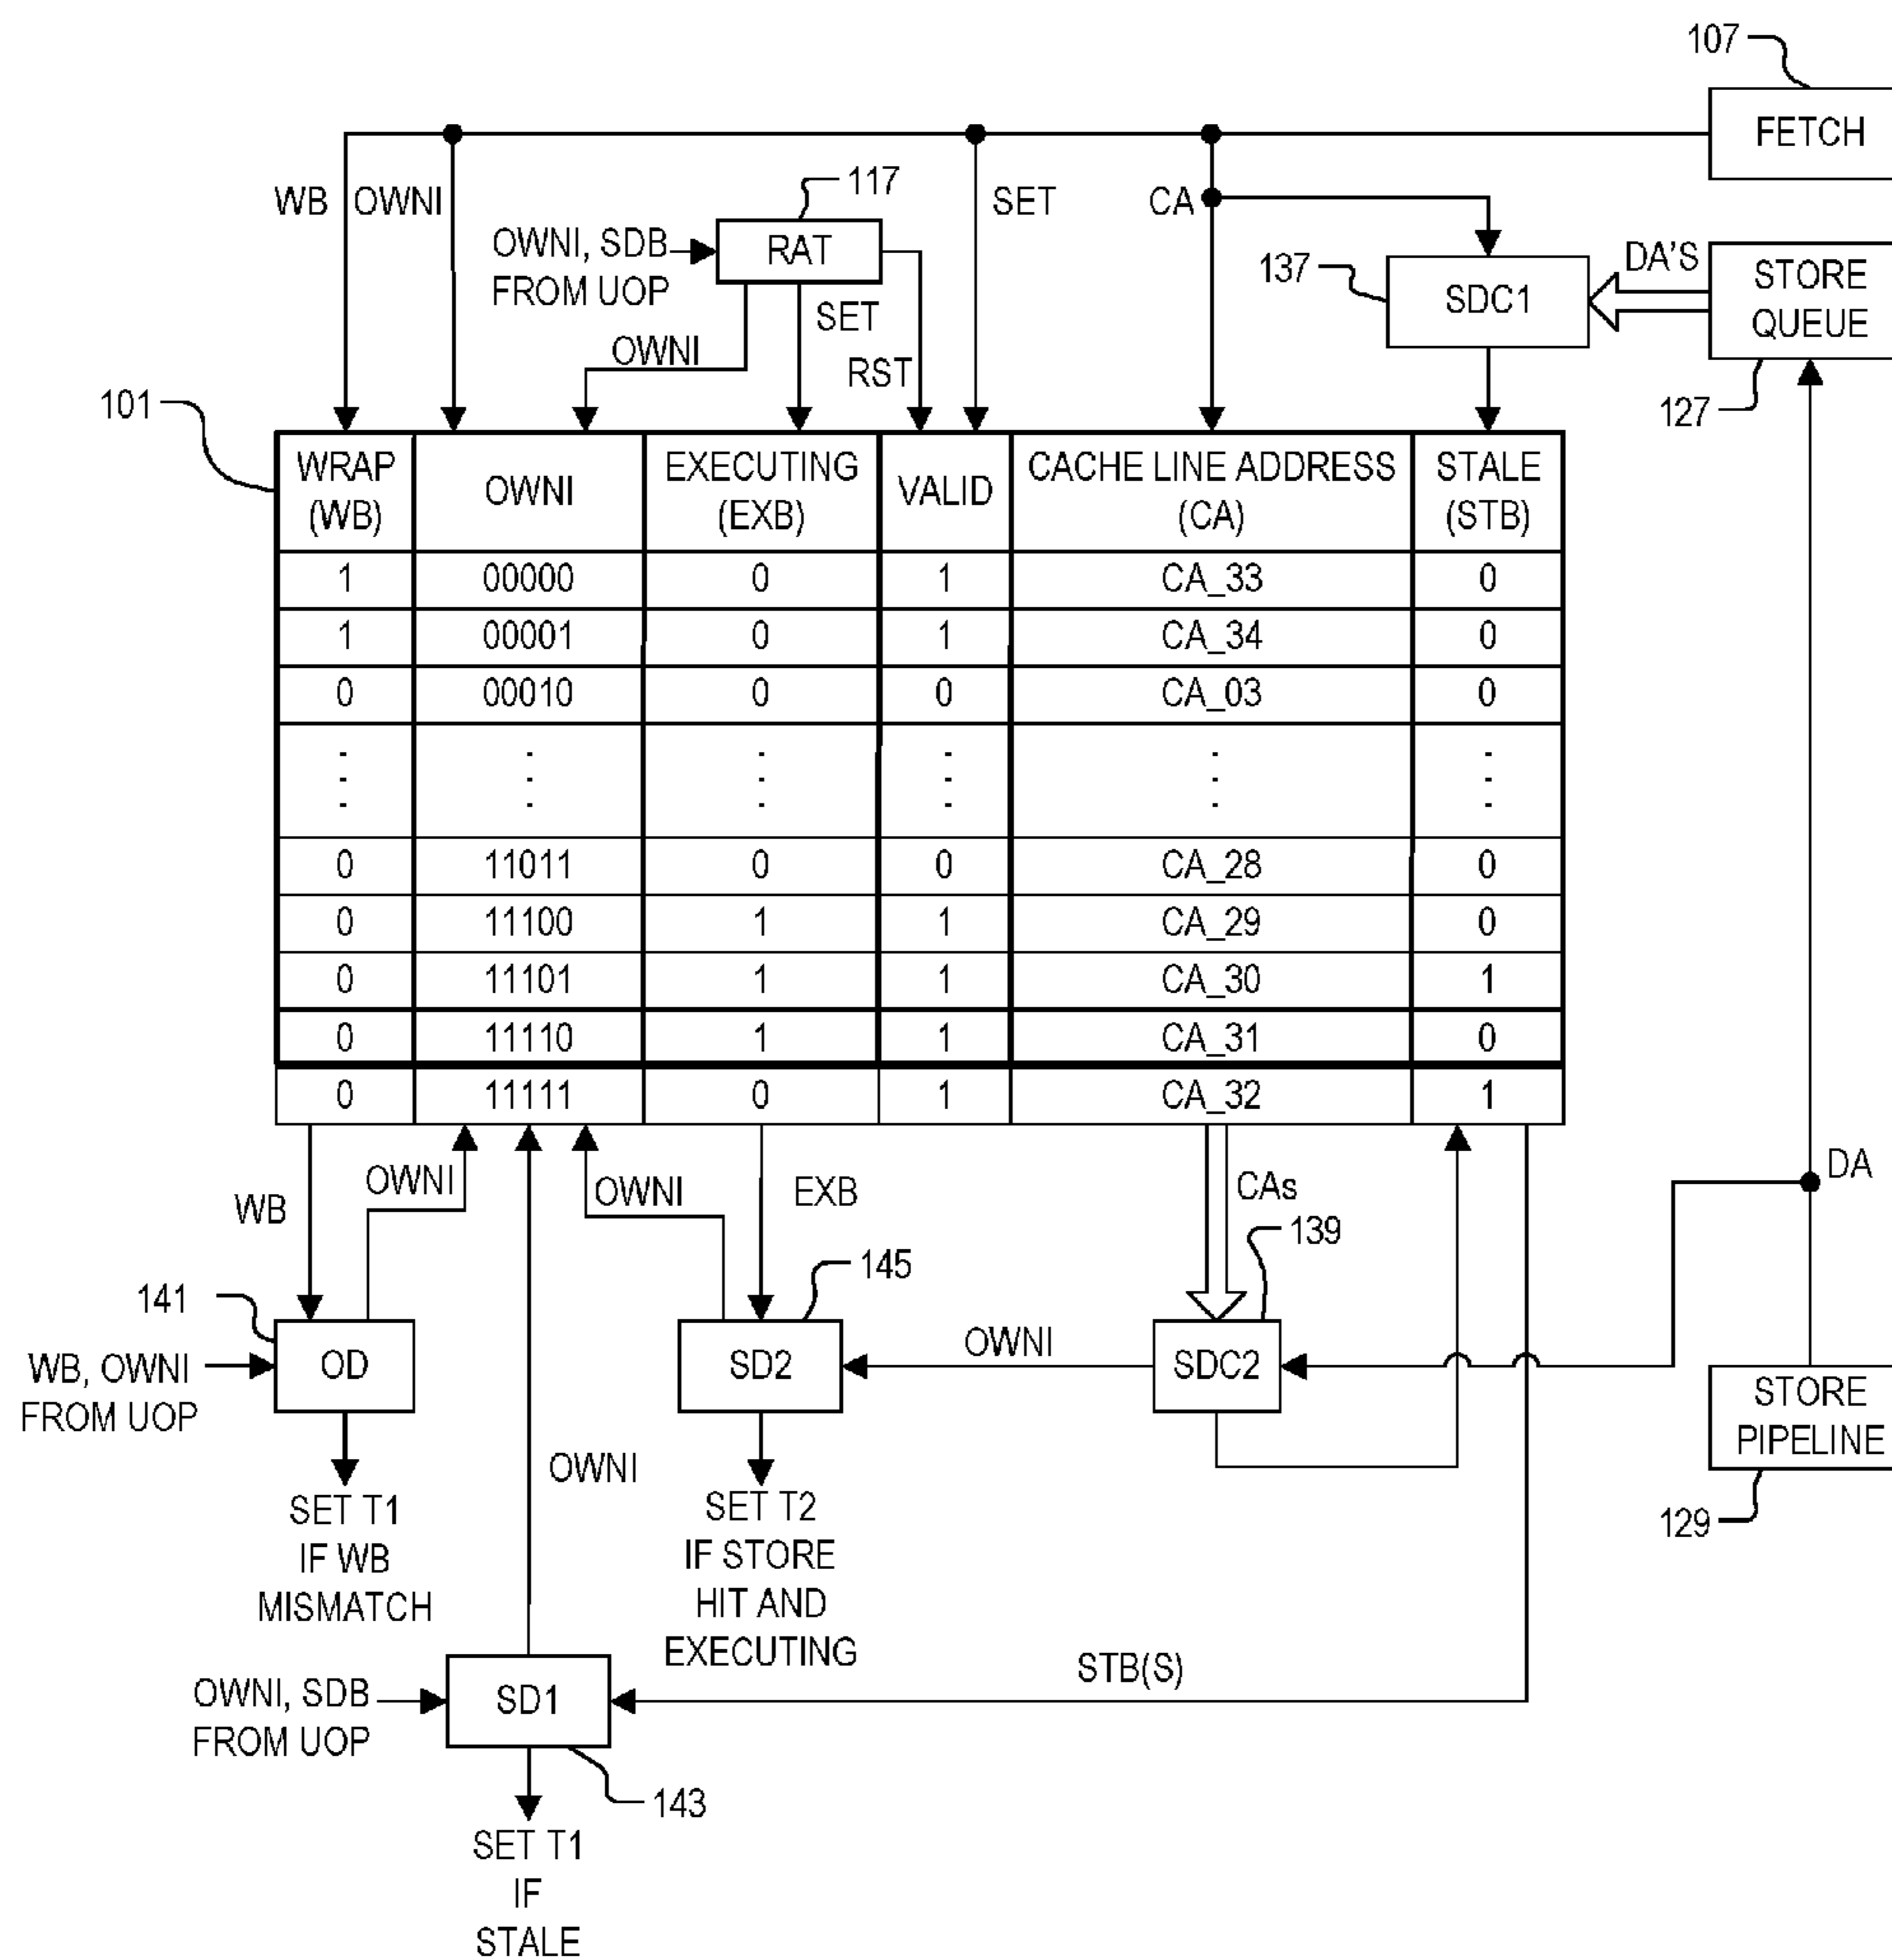 107
FETCH
WB
OWNI
117
SET
CA
OWNI, SDB
FROM UOP
RAT
137
SDC1
DA'S
STORE
QUEUE
127
OWNI
SET
RST
101
WRAP
(WB)
OWNI
EXECUTING
(EXB)
VALID
CACHE LINE ADDRESS
(CA)
STALE
(STB)
1 00000 0 1 CA_33 0
1 00001 0 1 CA_34 0
0 00010 0 0 CA_03 0
0 11011 0 0 CA_28 0
0 11100 1 1 CA_29 0
0 11101 1 1 CA_30 1
0 11110 1 1 CA_31 0
0 11111 0 1 CA_32 1
WB
OWNI
OWNI
EXB
CAs
DA
139
145
141
WB, OWNI
FROM UOP
OD
SD2
OWNI
SDC2
STORE
PIPELINE
129
SET T1
IF WB
MISMATCH
OWNI
SET T2
IF STORE
HIT AND
EXECUTING
OWNI, SDB
FROM UOP
SD1
STB(S)
143
SET T1
IF
STALE